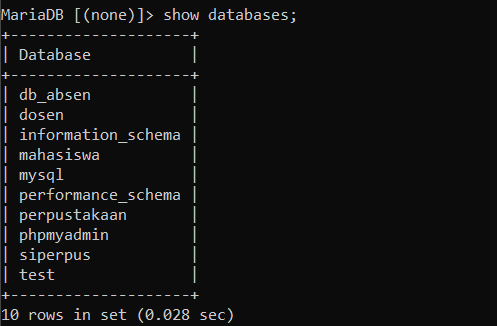 MariaDB [(none)]> show databases;
+--------------------+
| Database           |
+--------------------+
| db_absen           |
| dosen              |
| information_schema |
| mahasiswa          |
| mysql              |
| performance_schema |
| perpustakaan       |
| phpmyadmin         |
| siperpus           |
| test               |
+--------------------+
10 rows in set (0.028 sec)